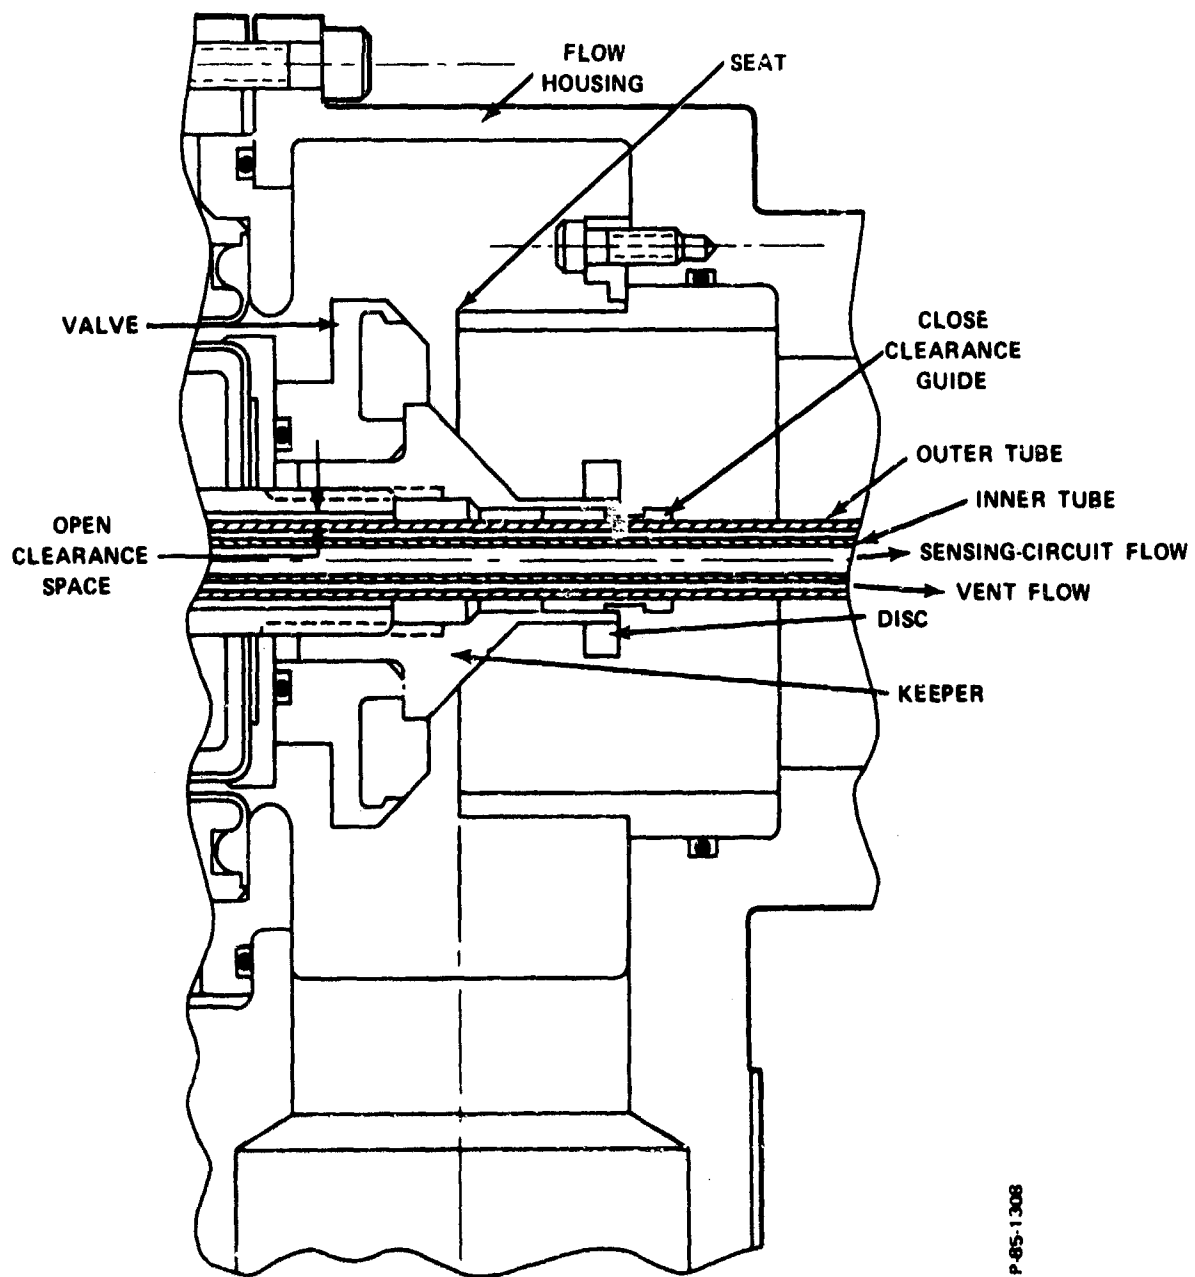 FLOW
HOUSING
SEAT
VALVE
CLOSE
CLEARANCE
GUIDE
OUTER TUBE
INNER TUBE
OPEN
CLEARANCE
SPACE
SENSING-CIRCUIT FLOW
VENT FLOW
DISC
KEEPER
P-85-1308